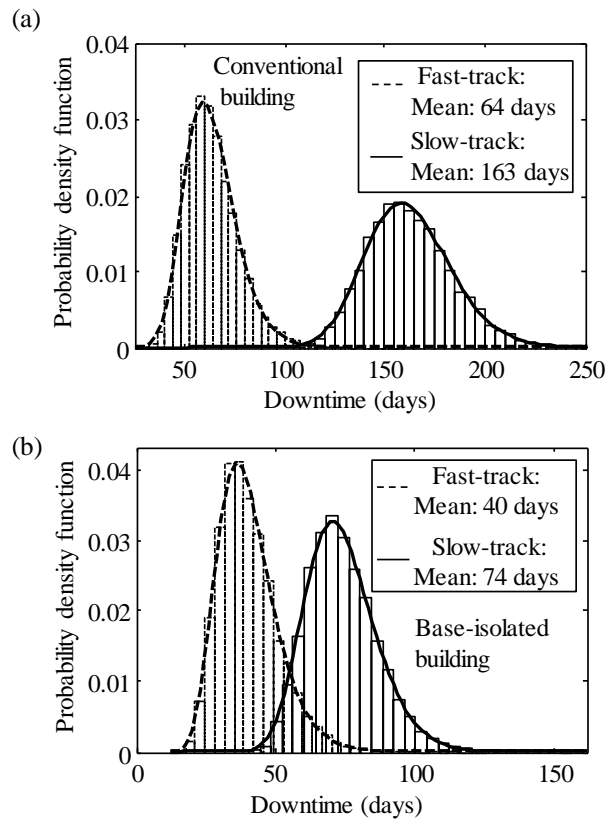 (a)
0.04
0.03
0.02
0.01
0
Probability density function
Conventional
building
Fast-track:
Mean: 64 days
Slow-track:
Mean: 163 days
50
100
150
200
250
Downtime (days)
(b)
0.04
0.03
0.02
0.01
0
Probability density function
Fast-track:
Mean: 40 days
Slow-track:
Mean: 74 days
Base-isolated
building
0
50
100
150
Downtime (days)